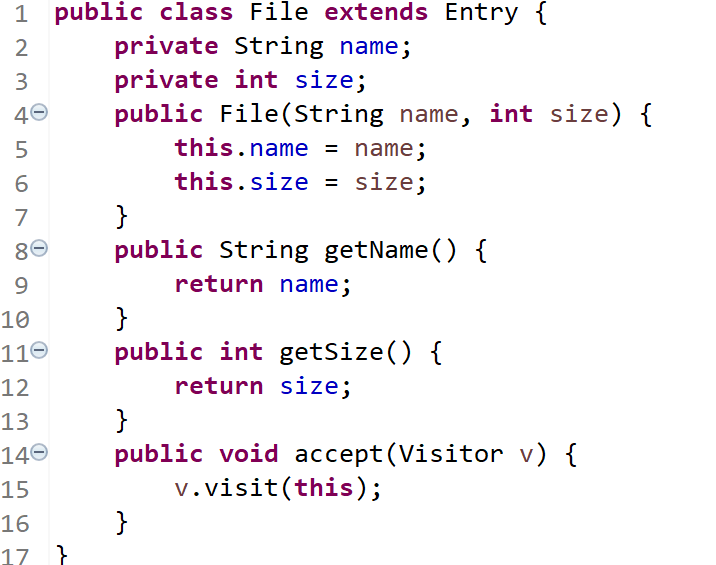 1 public class File extends Entry {
2     private String name;
3     private int size;
4     public File(String name, int size) {
5         this.name = name;
6         this.size = size;
7     }
8     public String getName() {
9         return name;
10     }
11     public int getSize() {
12         return size;
13     }
14     public void accept(Visitor v) {
15         v.visit(this);
16     }
17 }